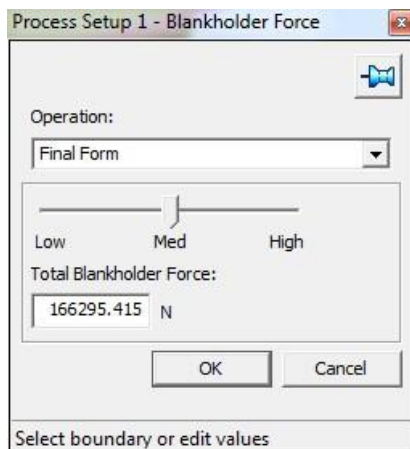 Process Setup 1 - Blankholder Force
Operation:
Final Form
Low Med High
Total Blankholder Force:
166295.415 N
OK Cancel
Select boundary or edit values